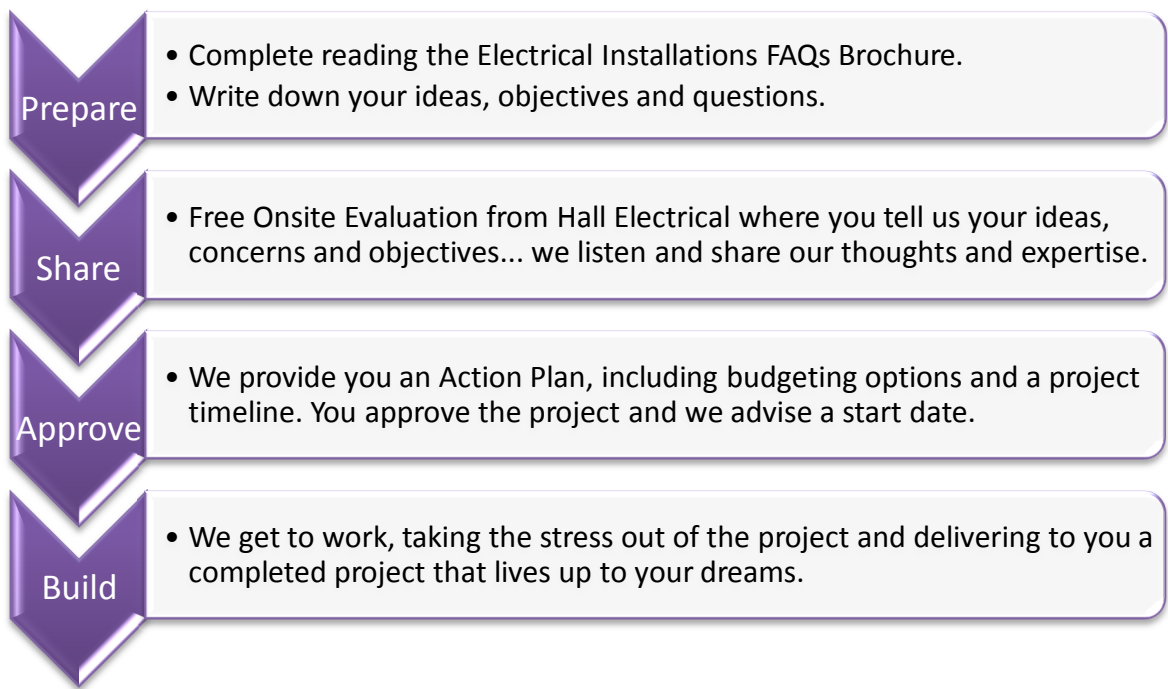 Prepare
• Complete reading the Electrical Installations FAQs Brochure.
• Write down your ideas, objectives and questions.
Share
• Free Onsite Evaluation from Hall Electrical where you tell us your ideas,
concerns and objectives... we listen and share our thoughts and expertise.
Approve
• We provide you an Action Plan, including budgeting options and a project
timeline. You approve the project and we advise a start date.
Build
• We get to work, taking the stress out of the project and delivering to you a
completed project that lives up to your dreams.